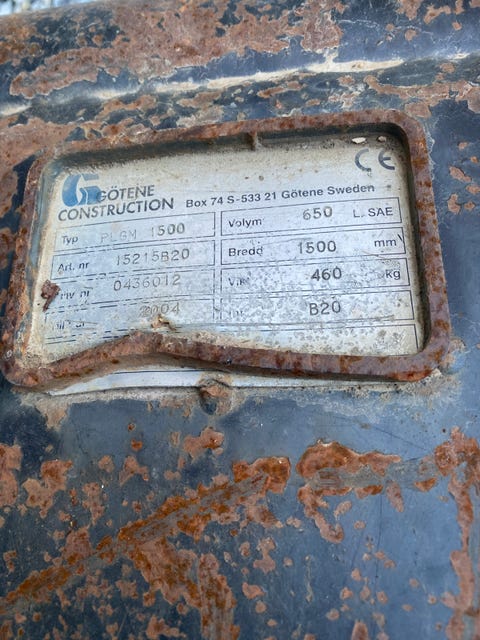 CE
GÖTENE
CONSTRUCTION Box 74 S-533 21 Götene Sweden
Typ PLGM 1500 Volym 650 L. SAE
Art. nr 15215B20 Bredd 1500 mm
nr 0436012 460 kg
2004 B20